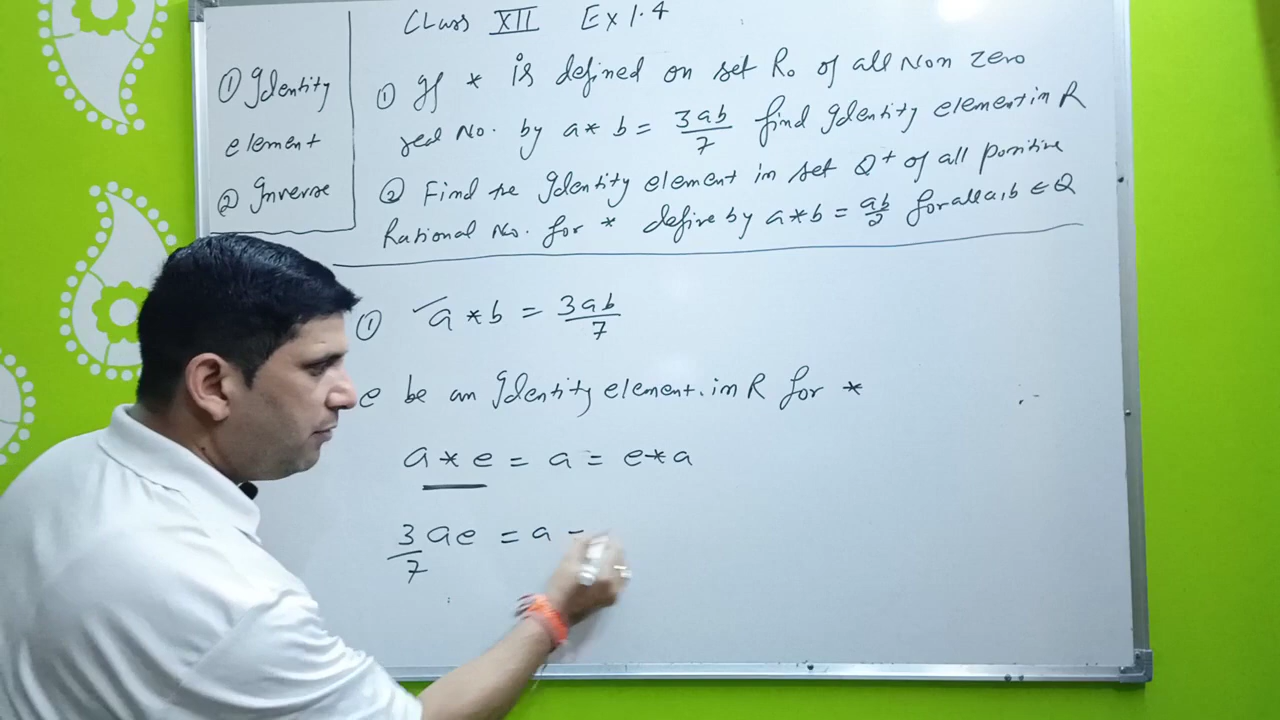 Class XII Ex 1.4
① Identity
element
② Inverse
① If * is defined on set R₀ of all Non zero
real No. by a * b = 3ab/7 find Identity element in R
② Find the Identity element in set Q⁺ of all positive
Rational No. for * define by a*b = ab/2 for all a, b ∈ Q
① ✓a * b = 3ab/7
e be an Identity element. in R for *
a * e = a = e*a
3/7 ae = a =